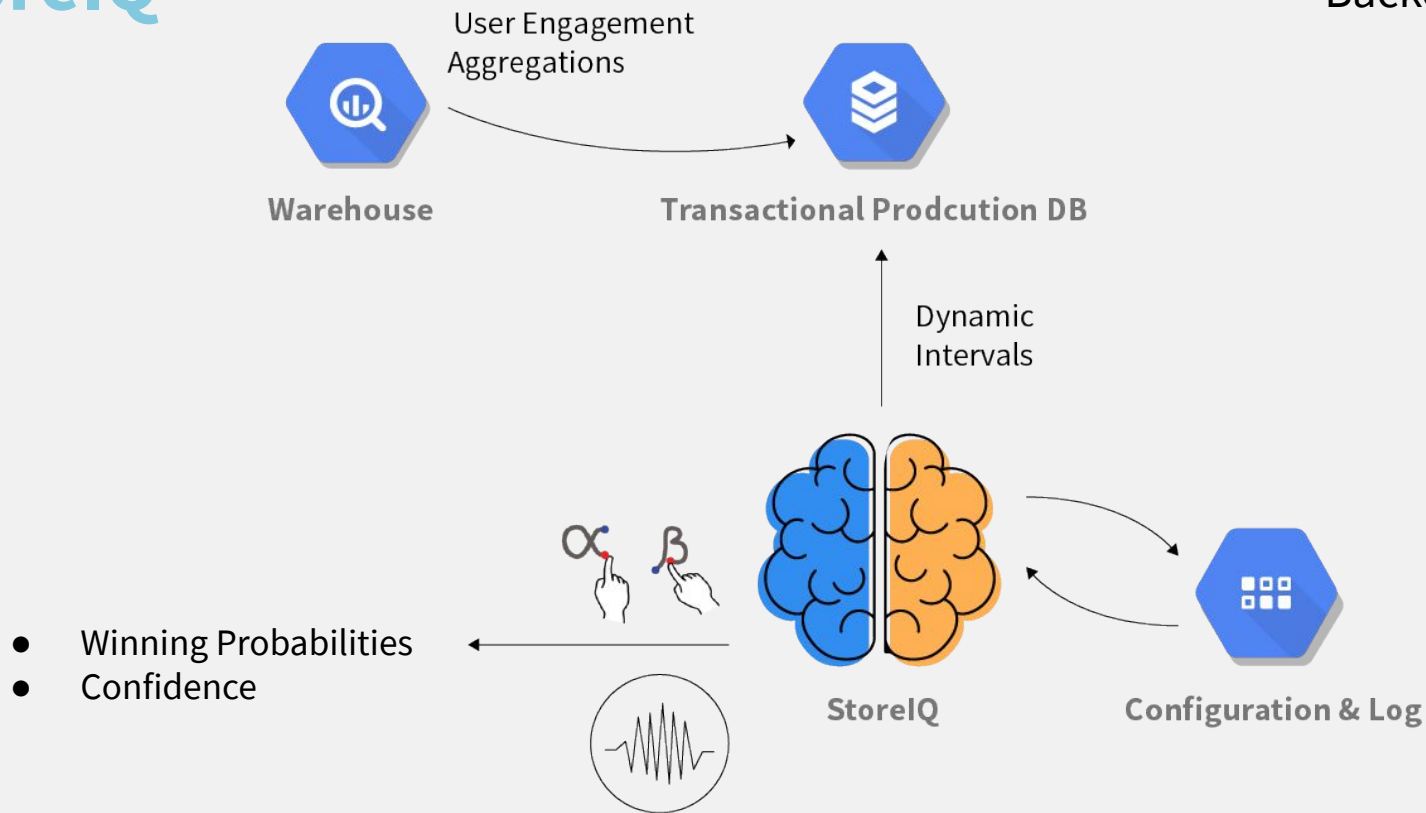 User Engagement
Aggregations
Warehouse
Transactional Prodcution DB
Dynamic
Intervals
α β
● Winning Probabilities
● Confidence
StoreIQ
Configuration & Log